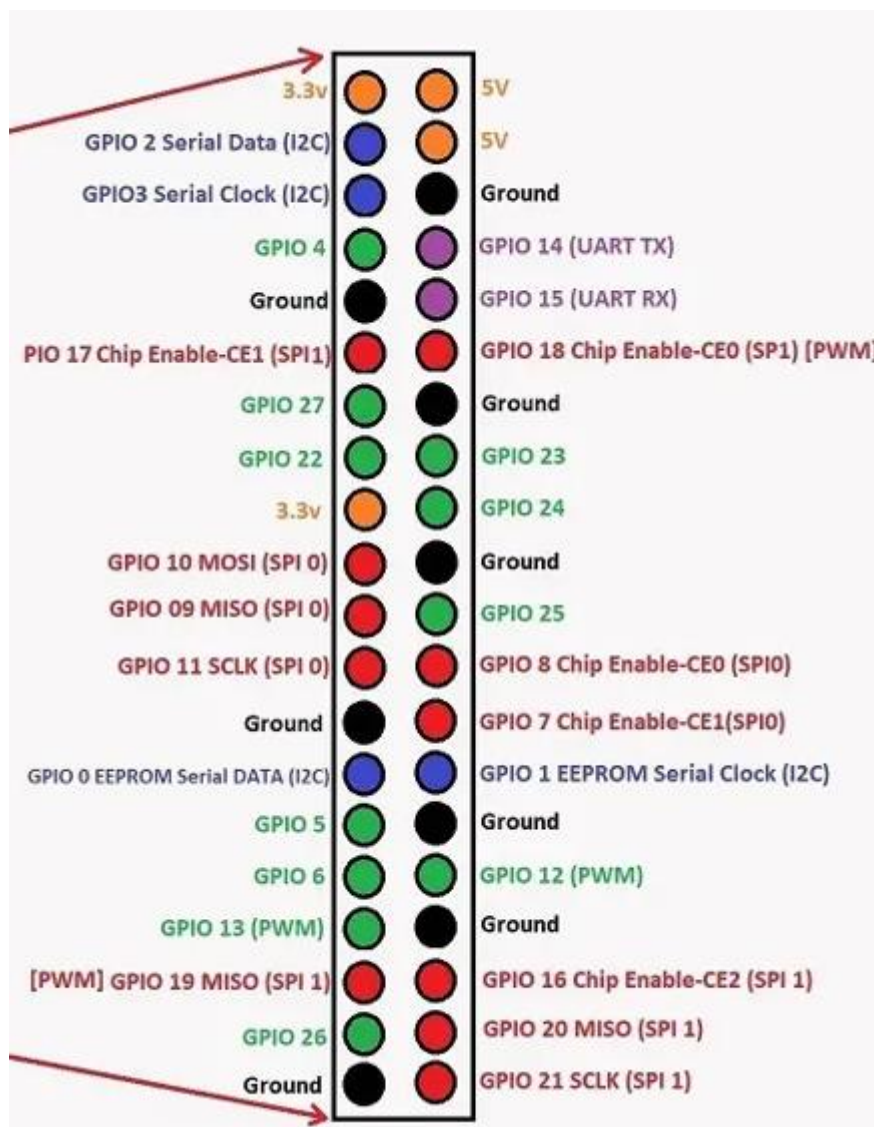 3.3v 5V
GPIO 2 Serial Data (I2C) 5V
GPIO3 Serial Clock (I2C) Ground
GPIO 4 GPIO 14 (UART TX)
Ground GPIO 15 (UART RX)
PIO 17 Chip Enable-CE1 (SPI1) GPIO 18 Chip Enable-CE0 (SP1) [PWM]
GPIO 27 Ground
GPIO 22 GPIO 23
3.3v GPIO 24
GPIO 10 MOSI (SPI 0) Ground
GPIO 09 MISO (SPI 0) GPIO 25
GPIO 11 SCLK (SPI 0) GPIO 8 Chip Enable-CE0 (SPI0)
Ground GPIO 7 Chip Enable-CE1(SPI0)
GPIO 0 EEPROM Serial DATA (I2C) GPIO 1 EEPROM Serial Clock (I2C)
GPIO 5 Ground
GPIO 6 GPIO 12 (PWM)
GPIO 13 (PWM) Ground
[PWM] GPIO 19 MISO (SPI 1) GPIO 16 Chip Enable-CE2 (SPI 1)
GPIO 26 GPIO 20 MISO (SPI 1)
Ground GPIO 21 SCLK (SPI 1)